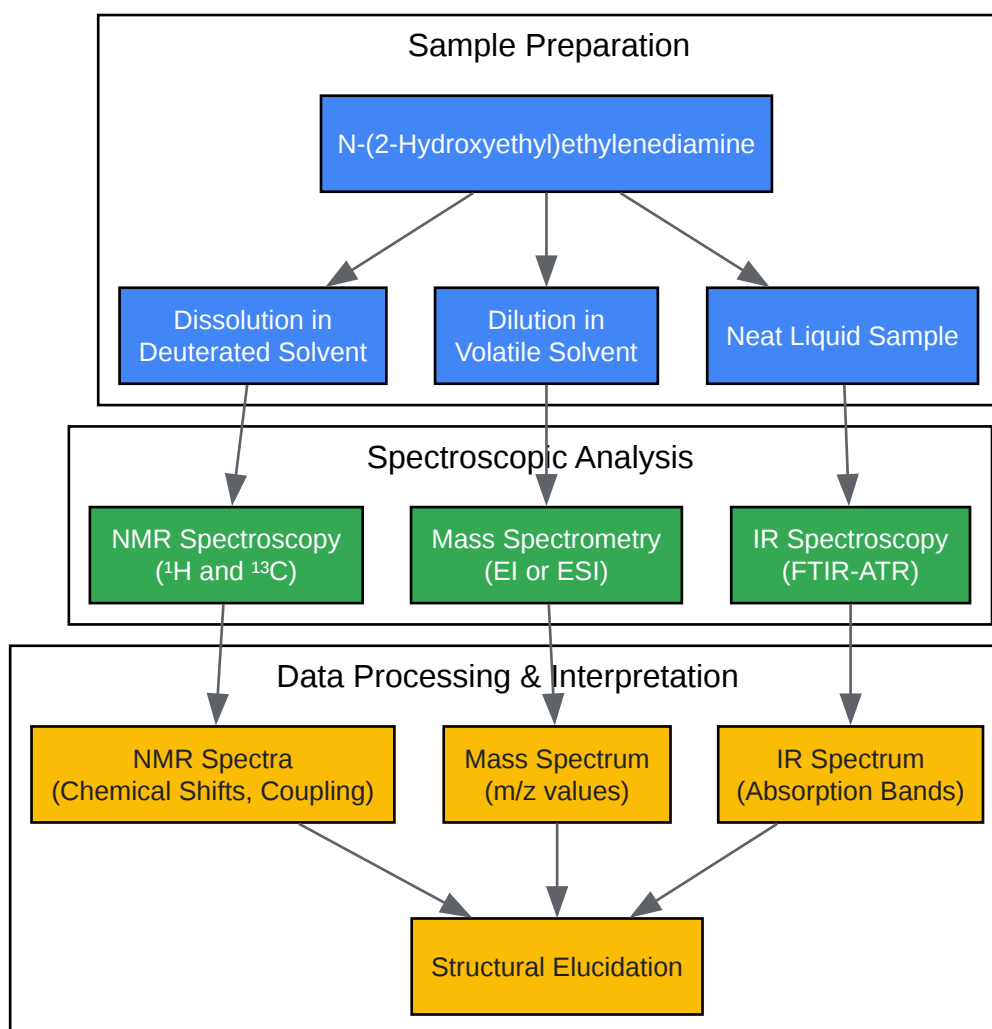 Sample Preparation
N-(2-Hydroxyethyl)ethylenediamine
Dissolution in
Deuterated Solvent
Dilution in
Volatile Solvent
Neat Liquid Sample
Spectroscopic Analysis
NMR Spectroscopy
(¹H and ¹³C)
Mass Spectrometry
(EI or ESI)
IR Spectroscopy
(FTIR-ATR)
Data Processing & Interpretation
NMR Spectra
(Chemical Shifts, Coupling)
Mass Spectrum
(m/z values)
IR Spectrum
(Absorption Bands)
Structural Elucidation